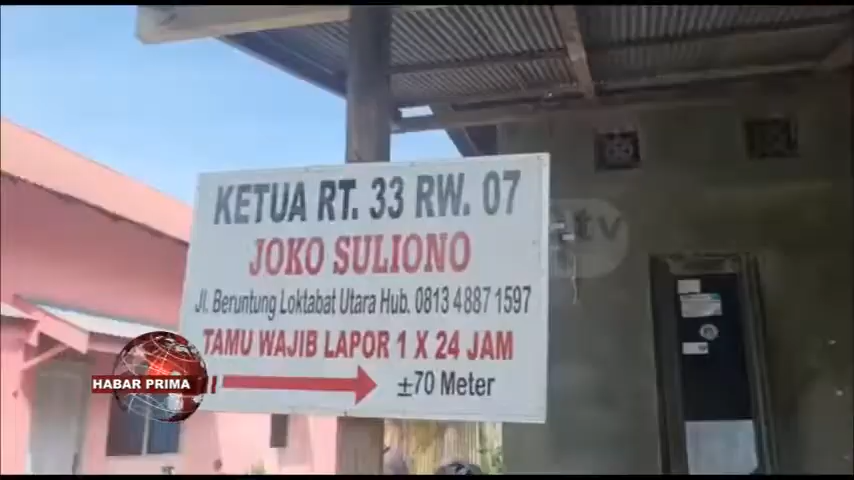 KETUA RT. 33 RW. 07
JOKO SULIONO
Jl. Beruntung Loktabat Utara Hub. 0813 4887 1597
TAMU WAJIB LAPOR 1 X 24 JAM
±70 Meter
HABAR PRIMA
tv